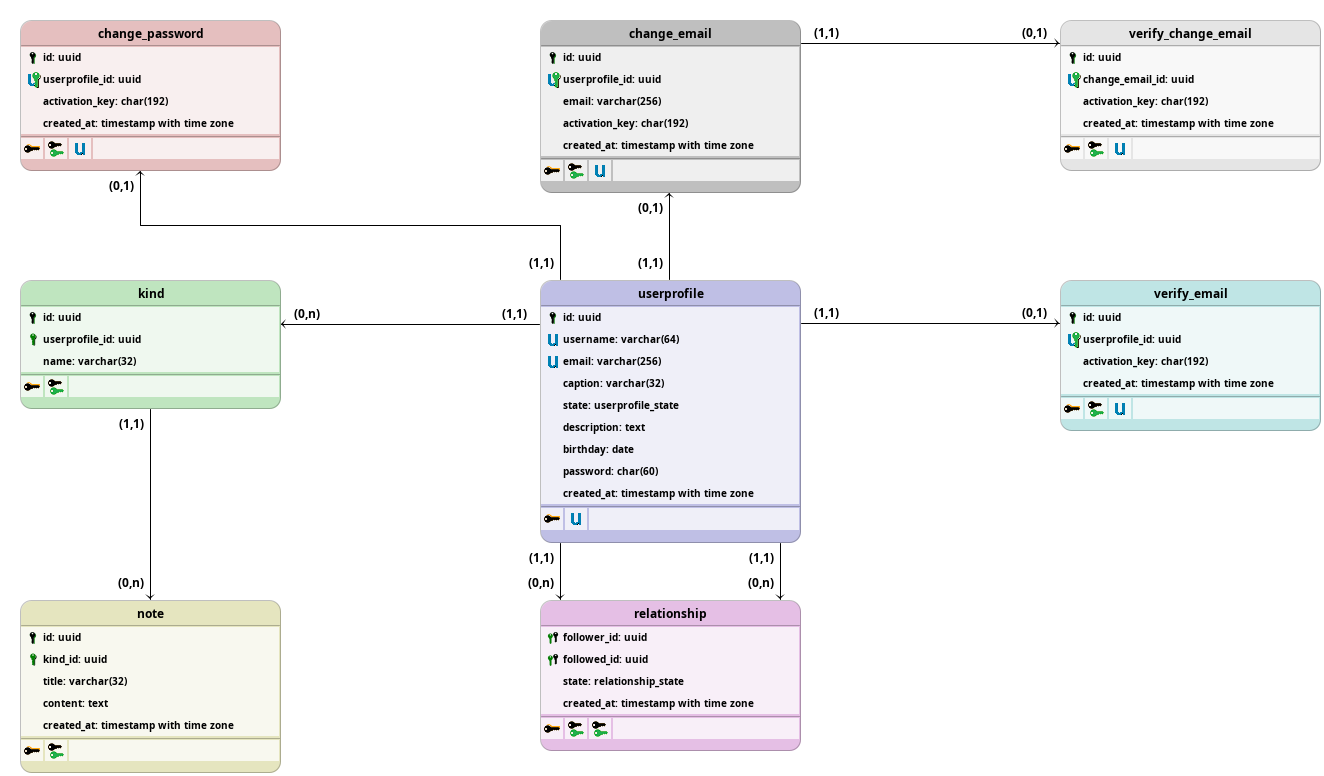 change_password
id: uuid
userprofile_id: uuid
activation_key: char(192)
created_at: timestamp with time zone
u
(0,1)
change_email
id: uuid
userprofile_id: uuid
email: varchar(256)
activation_key: char(192)
created_at: timestamp with time zone
u
(1,1)
(0,1)
verify_change_email
id: uuid
change_email_id: uuid
activation_key: char(192)
created_at: timestamp with time zone
u
(0,1)
(1,1)
(1,1)
kind
id: uuid
userprofile_id: uuid
name: varchar(32)
(0,n)
(1,1)
userprofile
id: uuid
u username: varchar(64)
u email: varchar(256)
caption: varchar(32)
state: userprofile_state
description: text
birthday: date
password: char(60)
created_at: timestamp with time zone
u
(1,1)
(0,1)
verify_email
id: uuid
userprofile_id: uuid
activation_key: char(192)
created_at: timestamp with time zone
u
(1,1)
(0,n)
(1,1)
(0,n)
(1,1)
(0,n)
note
id: uuid
kind_id: uuid
title: varchar(32)
content: text
created_at: timestamp with time zone
relationship
follower_id: uuid
followed_id: uuid
state: relationship_state
created_at: timestamp with time zone